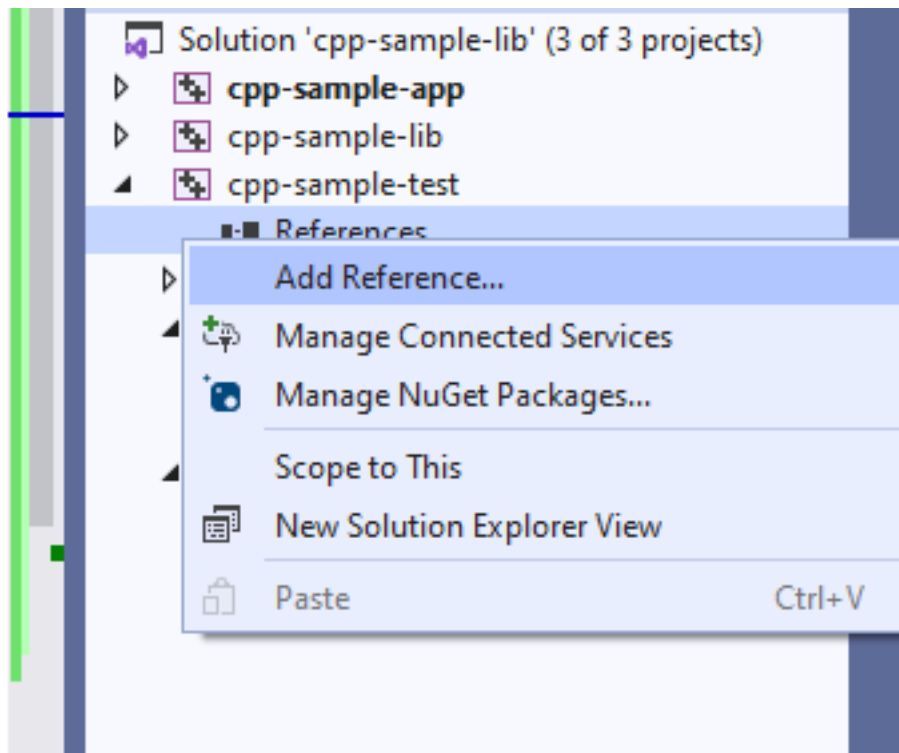 Solution 'cpp-sample-lib' (3 of 3 projects)
cpp-sample-app
cpp-sample-lib
cpp-sample-test
References
Add Reference...
Manage Connected Services
Manage NuGet Packages...
Scope to This
New Solution Explorer View
Paste Ctrl+V